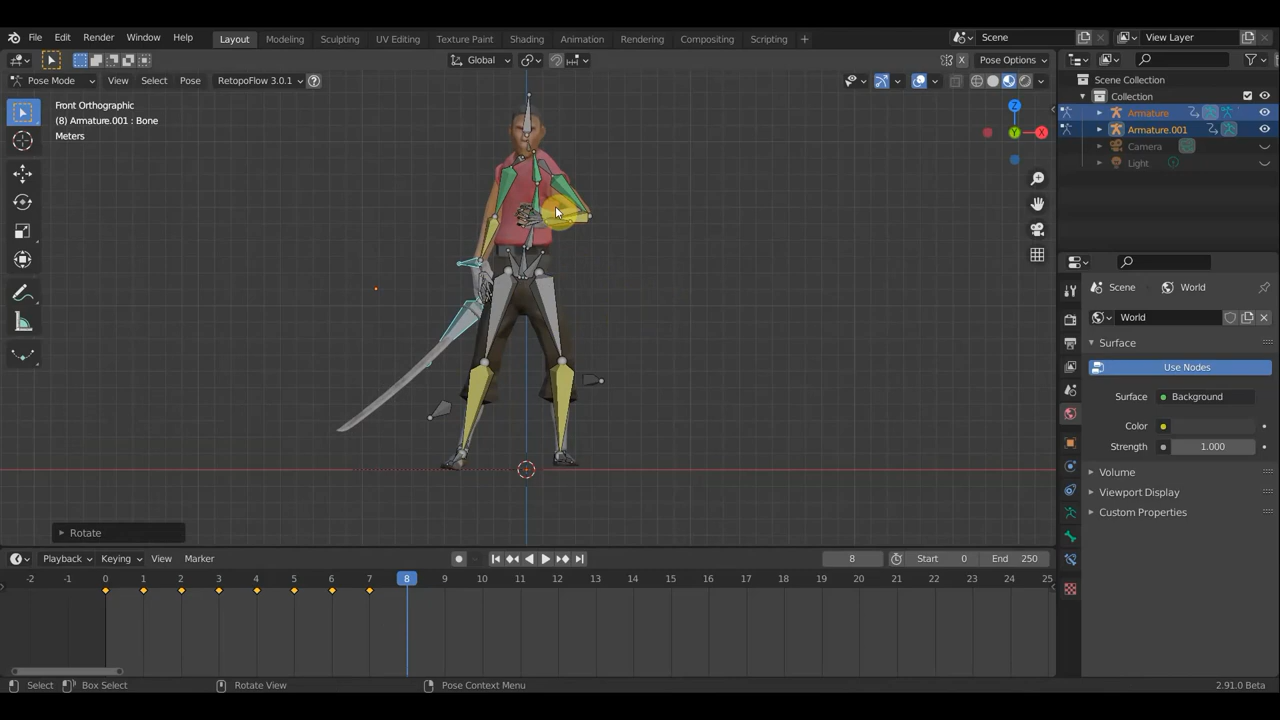 File Edit Render Window Help Layout Modeling Sculpting UV Editing Texture Paint Shading Animation Rendering Compositing Scripting + Scene View Layer
Global Pose Options
Pose Mode View Select Pose RetopoFlow 3.0.1
Front Orthographic
(8) Armature.001 : Bone
Meters
Z
Y
X
Scene Collection
Collection
Armature
Armature.001
Camera
Light
Scene World
World
Surface
Use Nodes
Surface Background
Color
Strength 1.000
Volume
Viewport Display
Custom Properties
Rotate
Playback Keying View Marker 8 Start 0 End 250
-2 -1 0 1 2 3 4 5 6 7 8 9 10 11 12 13 14 15 16 17 18 19 20 21 22 23 24 25
Select Box Select Rotate View Pose Context Menu 2.91.0 Beta